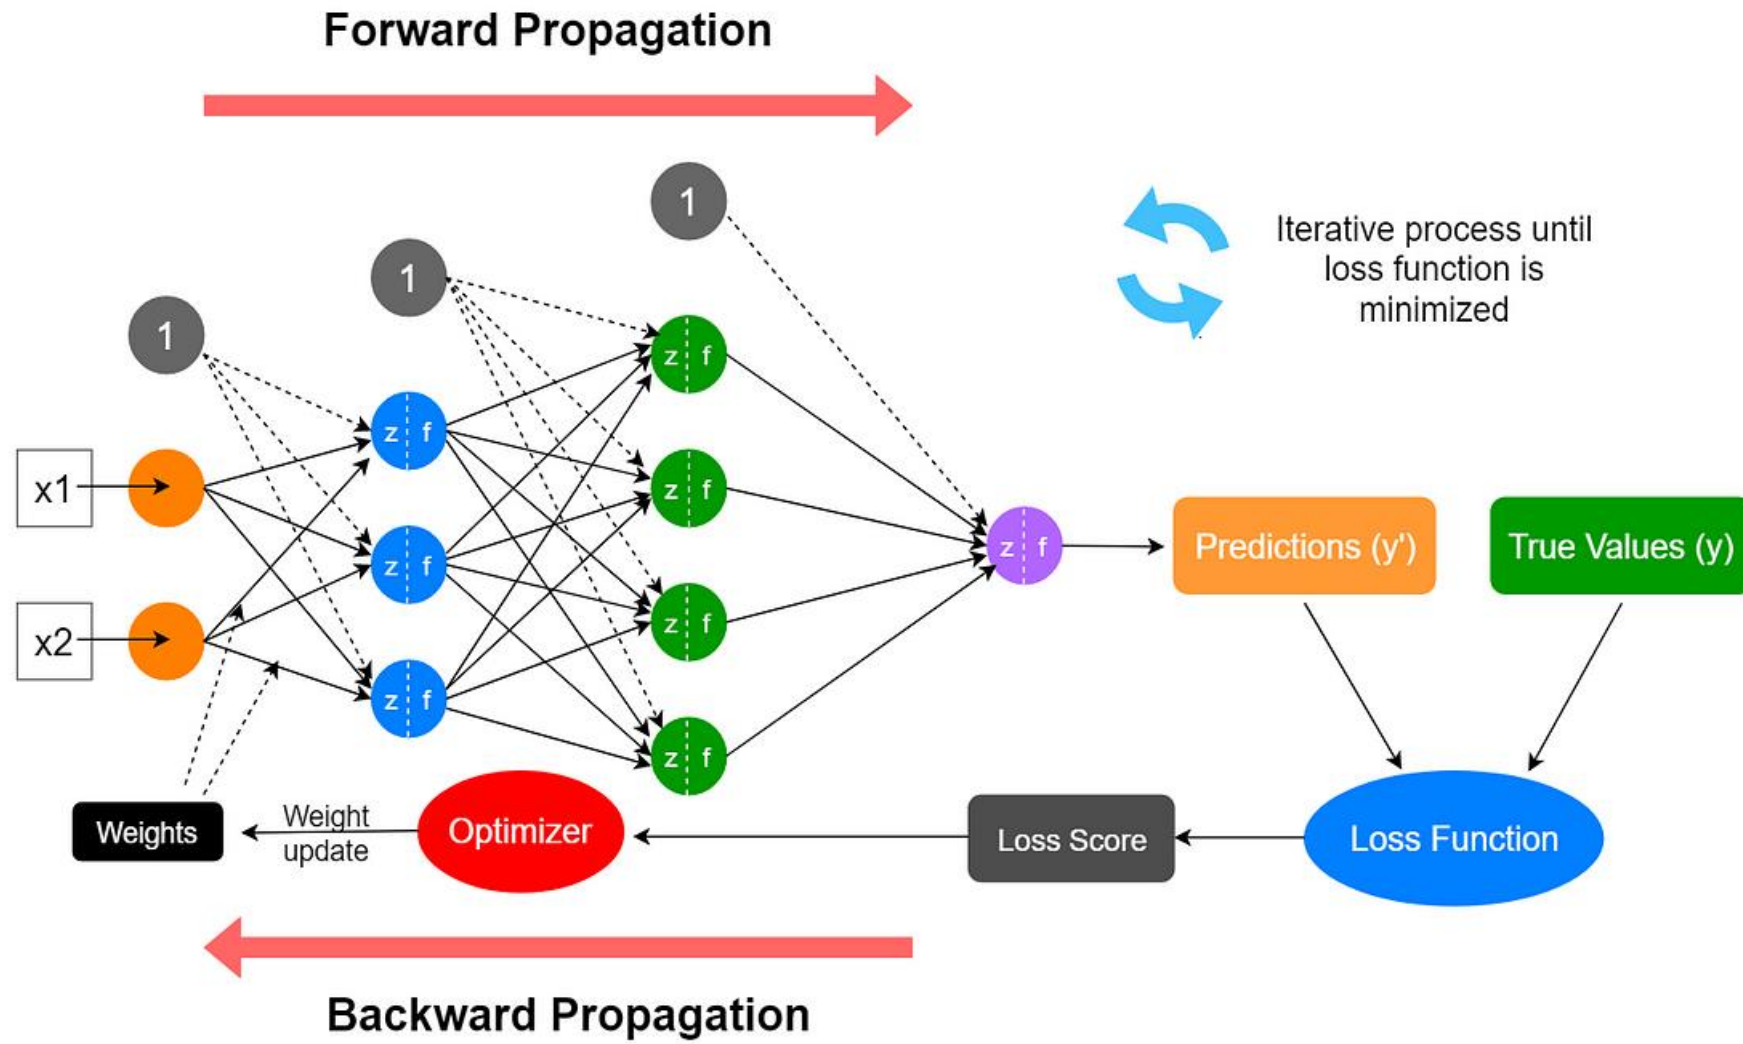 Forward Propagation
1
1
1
Iterative process until
loss function is
minimized
x1
x2
z f
z f
z f
z f
z f
z f
z f
z f
Predictions (y')
True Values (y)
Weights
Weight
update
Optimizer
Loss Score
Loss Function
Backward Propagation